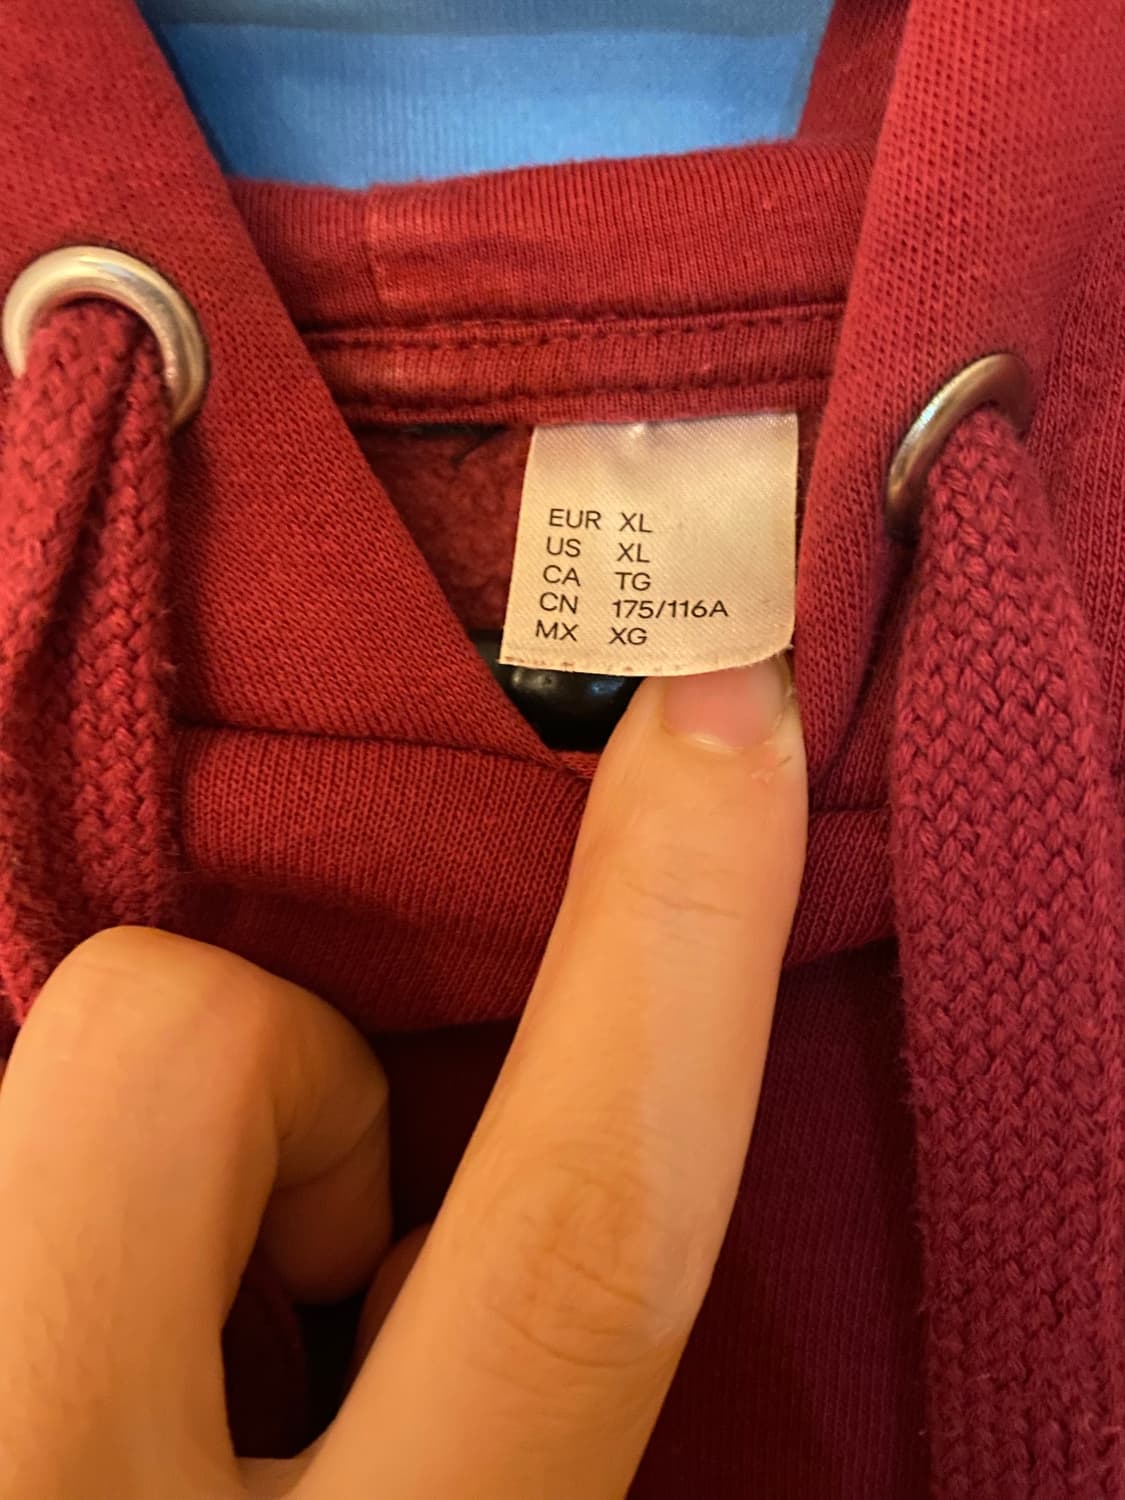 EUR XL
US XL
CA TG
CN 175/116A
MX XG